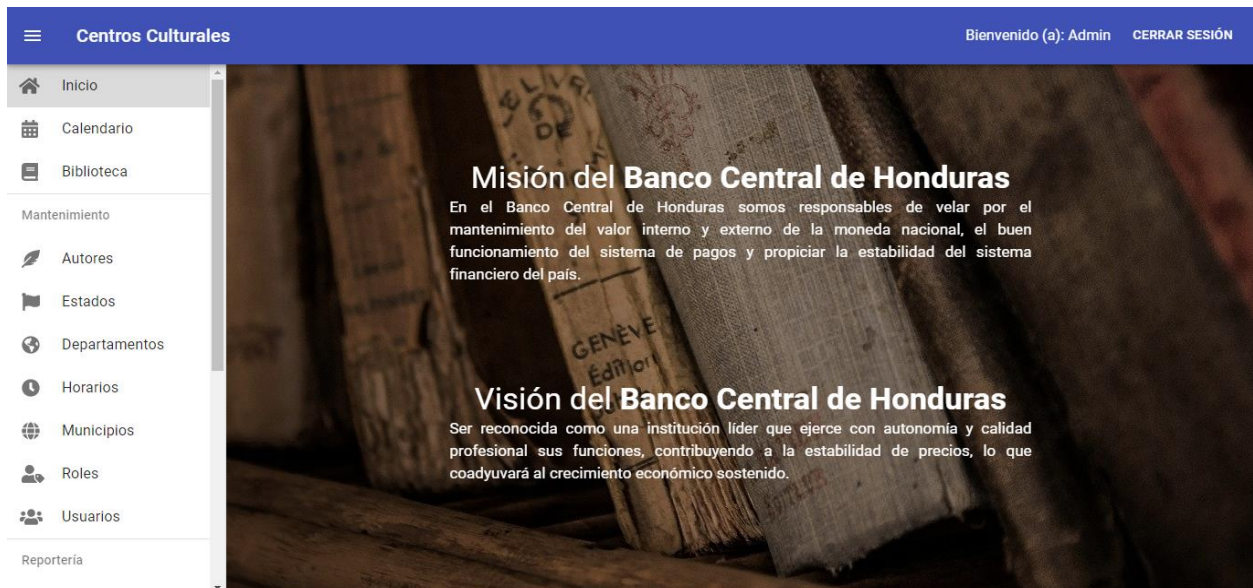 Centros Culturales
Bienvenido (a): Admin
CERRAR SESIÓN
Inicio
Calendario
Biblioteca
Mantenimiento
Autores
Estados
Departamentos
Horarios
Municipios
Roles
Usuarios
Reportería
LIVR
DE
Misión del Banco Central de Honduras
En el Banco Central de Honduras somos responsables de velar por el
mantenimiento del valor interno y externo de la moneda nacional, el buen
funcionamiento del sistema de pagos y propiciar la estabilidad del sistema
financiero del país.
GENÈVE
Édition
Visión del Banco Central de Honduras
Ser reconocida como una institución líder que ejerce con autonomía y calidad
profesional sus funciones, contribuyendo a la estabilidad de precios, lo que
coadyuvará al crecimiento económico sostenido.